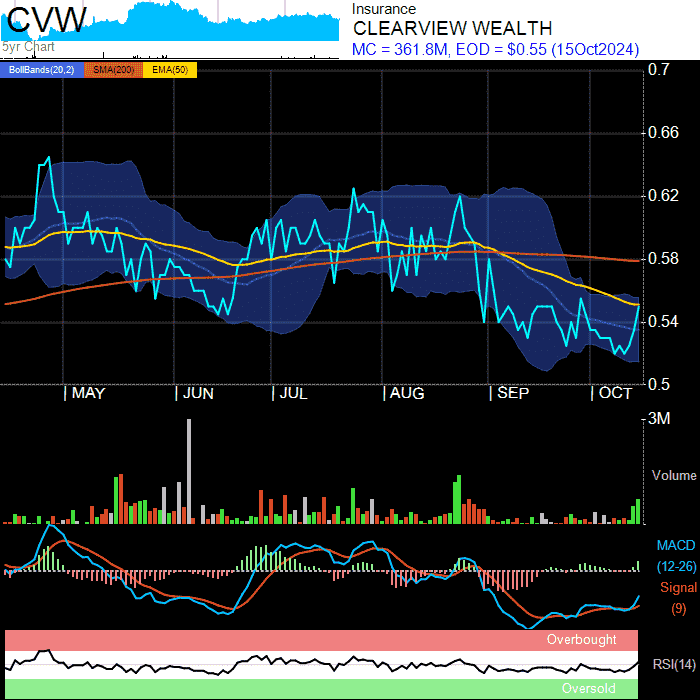 CVW
5yr Chart
Insurance
CLEARVIEW WEALTH
MC = 361.8M, EOD = $0.55 (15Oct2024)
BollBands(20,2) SMA(200) EMA(50)
0.7
0.66
0.62
0.58
0.54
0.5
| MAY | JUN | JUL | AUG | SEP | OCT
3M
Volume
MACD
(12-26)
Signal
(9)
Overbought
RSI(14)
Oversold